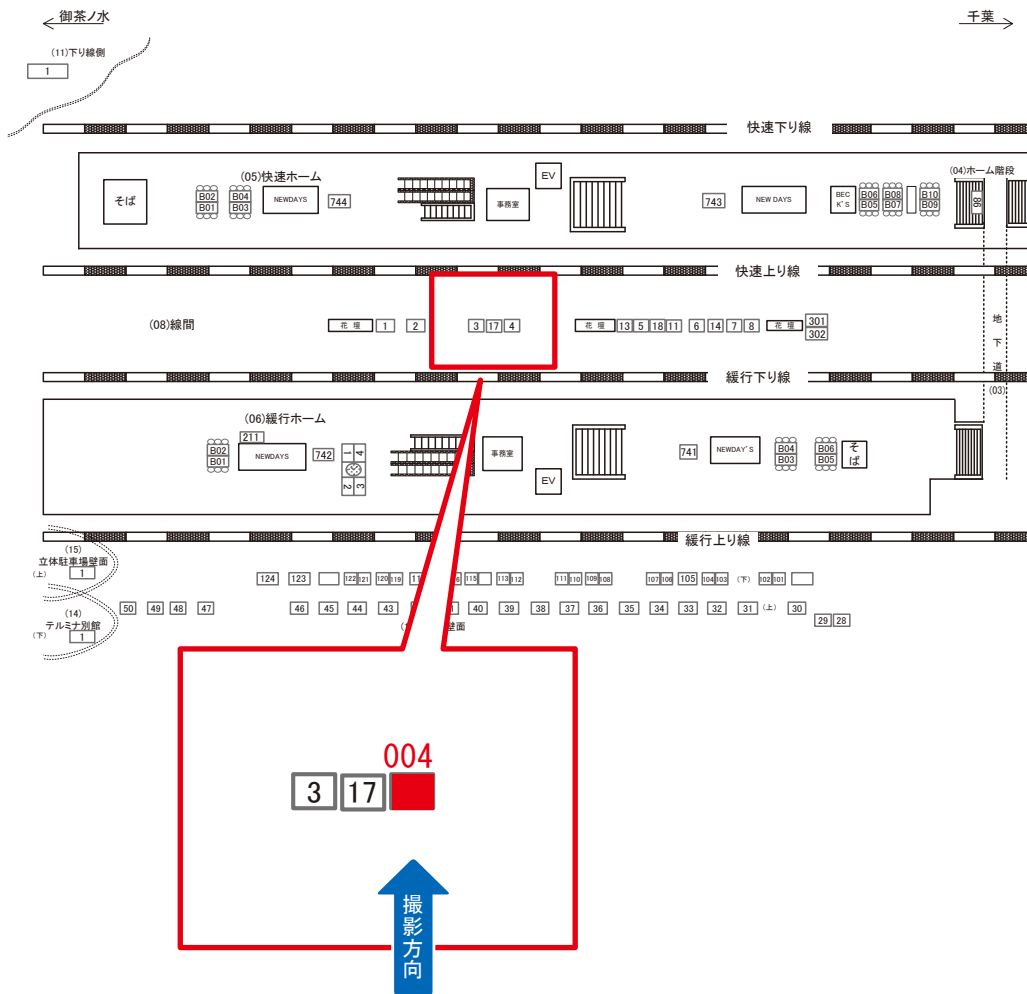 御茶ノ水
千葉
(11)下り線側
1
快速下り線
(05)快速ホーム
(04)ホーム階段
そば
B02 B04
B01 B03
NEWDAYS
744
事務室
EV
743
NEW DAYS
BEC
K'S
B06 B08 B10
B05 B07 B09
86
快速上り線
(08)線間
花壇 1 2 3 17 4 花壇 13 5 18 11 6 14 7 8 花壇 301
302
地下道
(03)
緩行下り線
(06)緩行ホーム
211
B02
B01
NEWDAYS
742
1 4
2 3
事務室
EV
741
NEWDAY'S
B04 B06
B03 B05
そば
緩行上り線
(15)
立体駐車場壁面
(上) 1
124 123 122 121 120 119 115 113 112 111 110 109 108 107 106 105 104 103 (下) 102 101
50 49 48 47 46 45 44 43 40 39 38 37 36 35 34 33 32 31 (上) 30
29 28
(14)
テルミナ別館
(下) 1
壁面
004
3 17
撮影方向